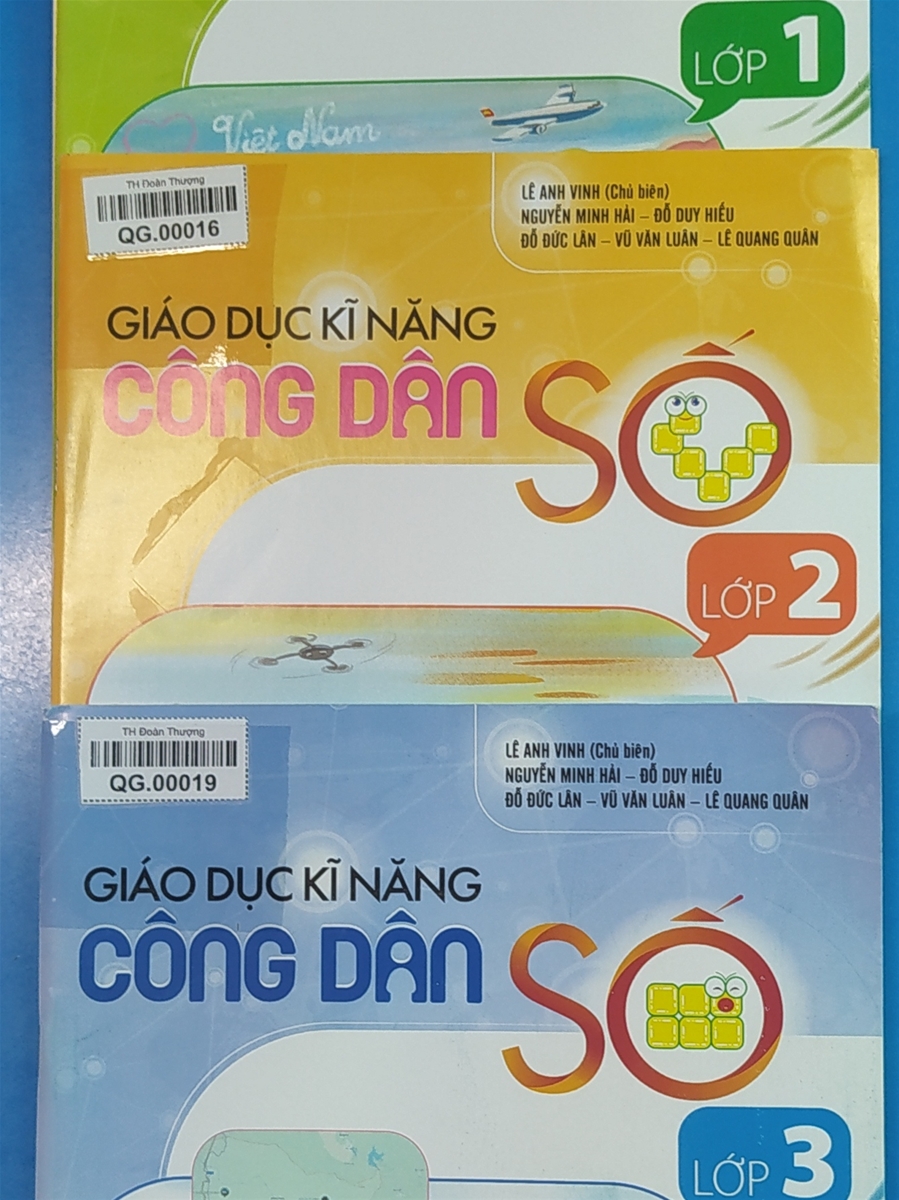 LỚP 1
Việt Nam
TH Đoàn Thượng
QG.00016
LÊ ANH VINH (Chủ biên)
NGUYỄN MINH HẢI – ĐỖ DUY HIẾU
ĐỖ ĐỨC LÂN – VŨ VĂN LUÂN – LÊ QUANG QUÂN
GIÁO DỤC KĨ NĂNG
CÔNG DÂN SỐ
LỚP 2
TH Đoàn Thượng
QG.00019
LÊ ANH VINH (Chủ biên)
NGUYỄN MINH HẢI – ĐỖ DUY HIẾU
ĐỖ ĐỨC LÂN – VŨ VĂN LUÂN – LÊ QUANG QUÂN
GIÁO DỤC KĨ NĂNG
CÔNG DÂN SỐ
LỚP 3